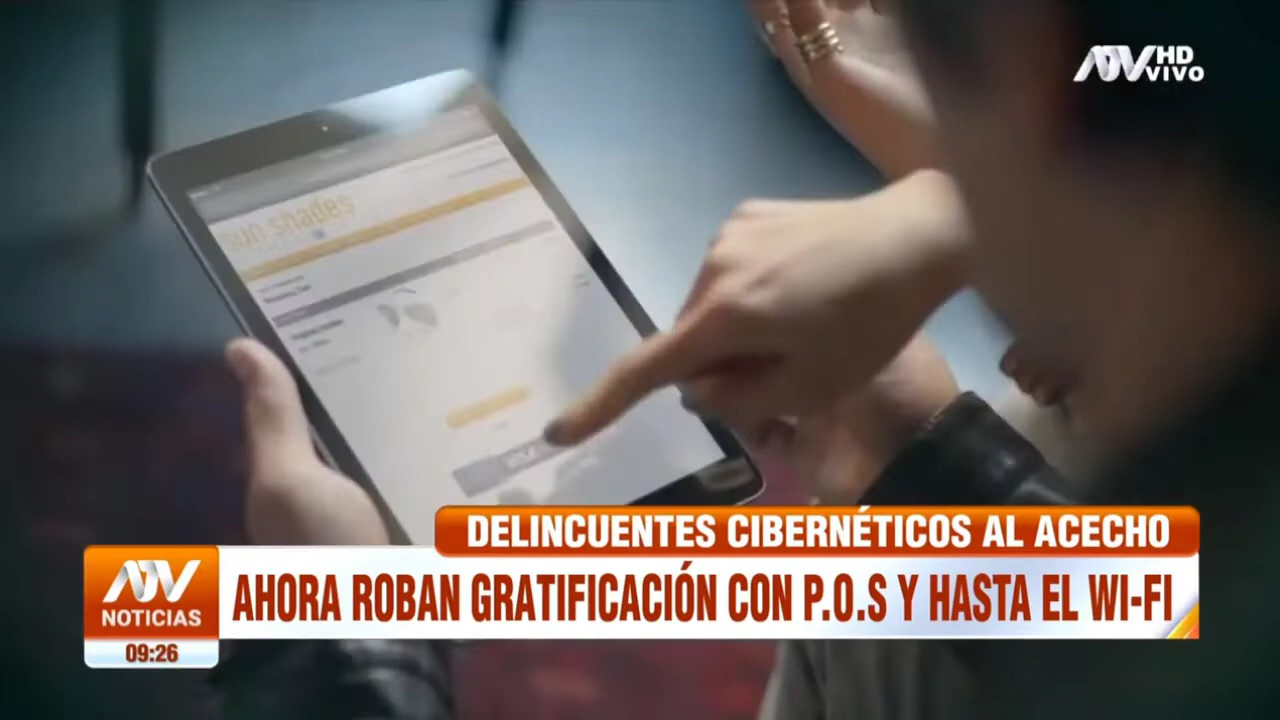 ATV HD
VIVO
sun shades
DELINCUENTES CIBERNÉTICOS AL ACECHO
ATV
NOTICIAS
AHORA ROBAN GRATIFICACIÓN CON P.O.S Y HASTA EL WI-FI
09:26